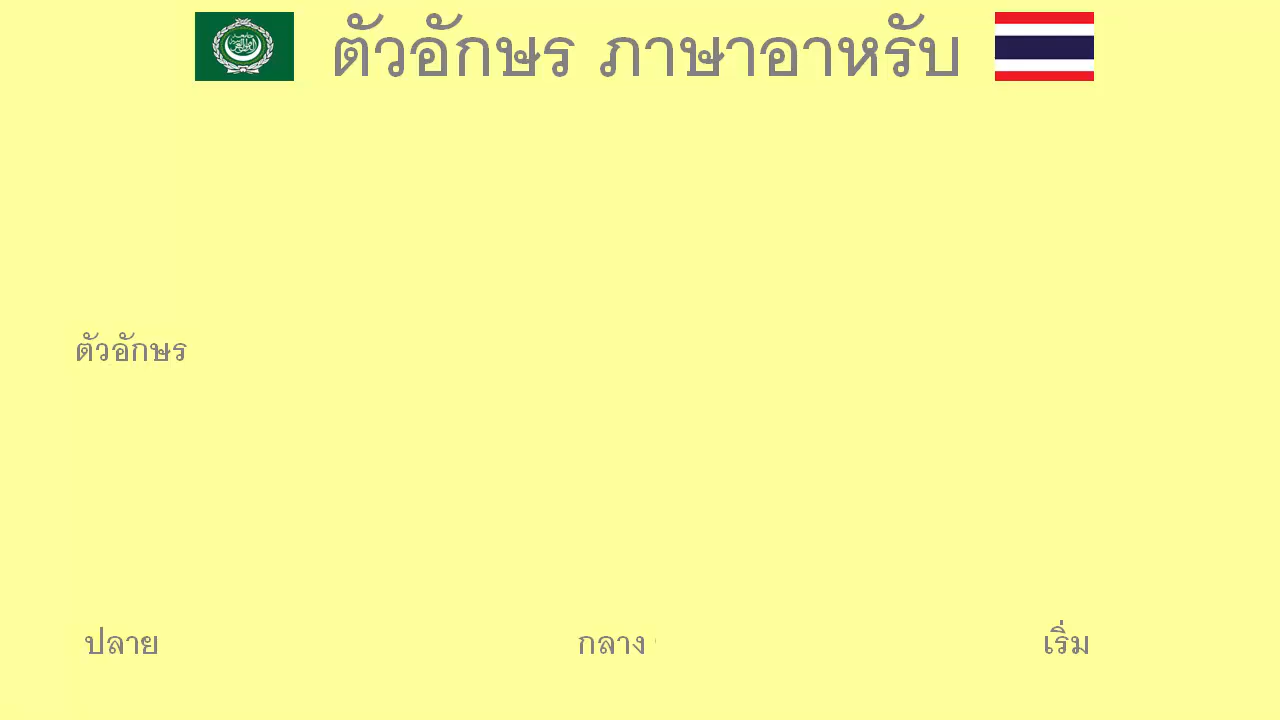 ตัวอักษร ภาษาอาหรับ
ตัวอักษร
ปลาย กลาง เริ่ม